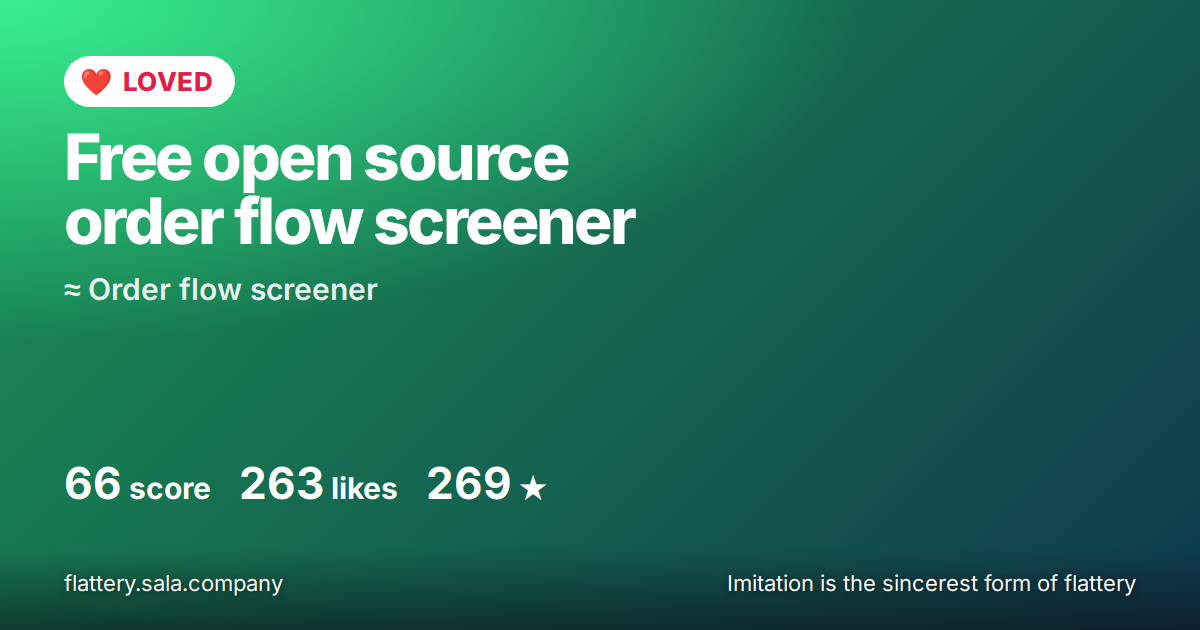 ❤️ LOVED
Free open source
order flow screener
≈ Order flow screener
66 score 263 likes 269 ★
flattery.sala.company
Imitation is the sincerest form of flattery